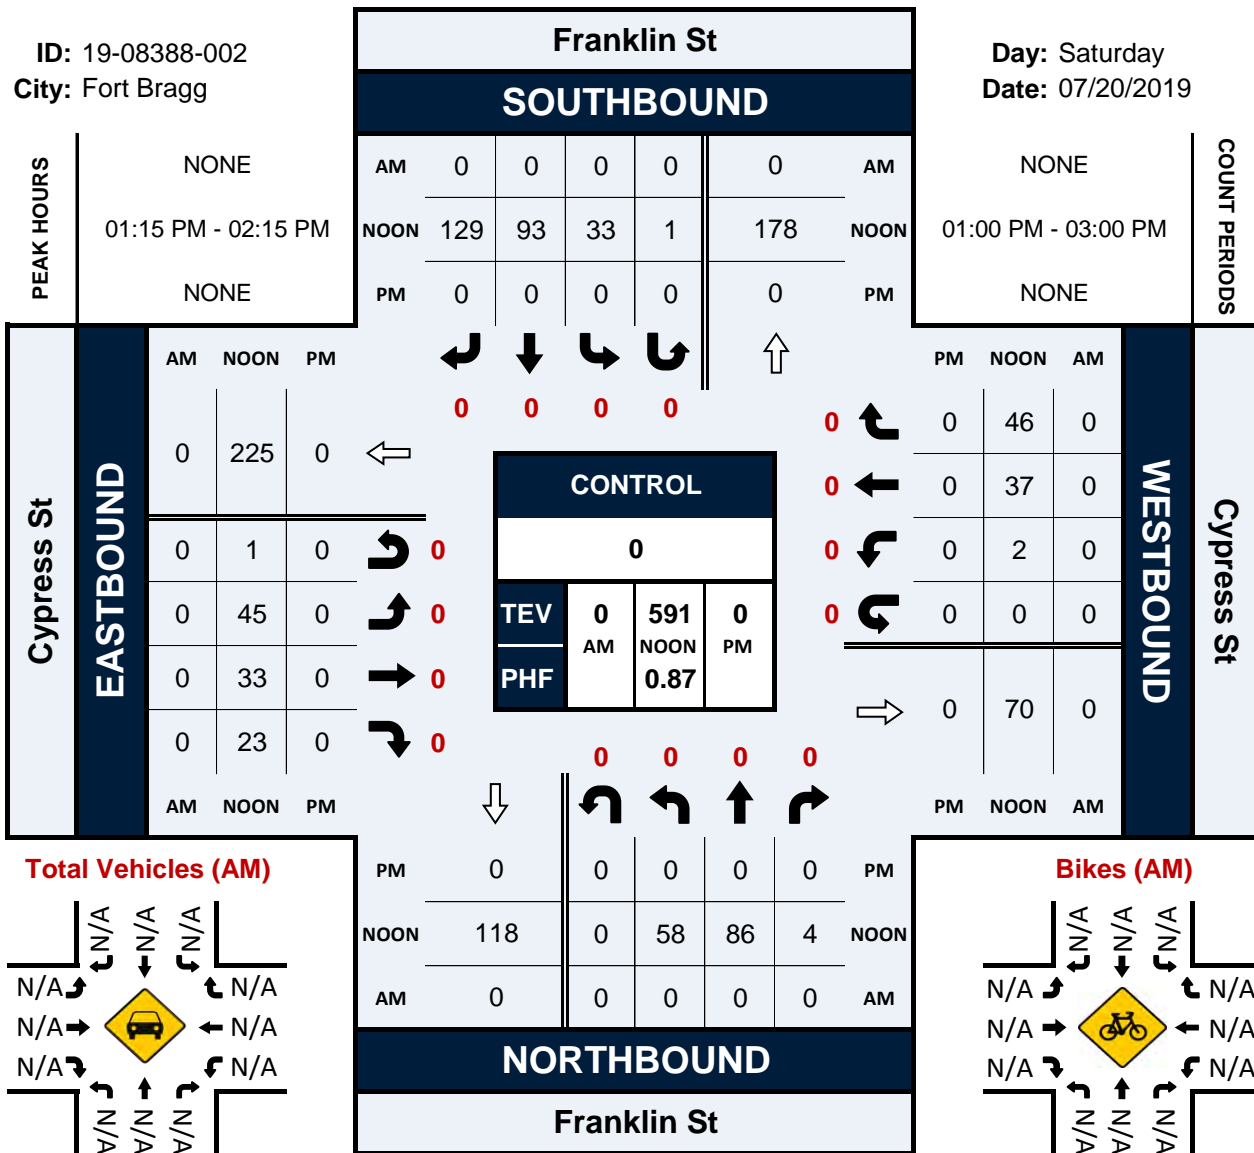 ID: 19-08388-002
City: Fort Bragg
Franklin St
SOUTHBOUND
Day: Saturday
Date: 07/20/2019
PEAK HOURS
NONE
01:15 PM - 02:15 PM
NONE
AM 0 0 0 0 0 AM
NOON 129 93 33 1 178 NOON
PM 0 0 0 0 0 PM
NONE
01:00 PM - 03:00 PM
NONE
COUNT PERIODS
0 0 0 0
Cypress St
EASTBOUND
AM NOON PM
0 225 0
0 1 0 0
0 45 0 0
0 33 0 0
0 23 0 0
AM NOON PM
CONTROL
0
TEV 0 591 0
AM NOON PM
PHF 0.87
PM NOON AM
0 0 46 0
0 0 37 0
0 0 2 0
0 0 0 0
0 70 0
PM NOON AM
WESTBOUND
Cypress St
0 0 0 0
PM 0 0 0 0 0 PM
NOON 118 0 58 86 4 NOON
AM 0 0 0 0 0 AM
NORTHBOUND
Franklin St
Total Vehicles (AM)
N/A N/A N/A
N/A N/A
N/A N/A
N/A N/A
N/A N/A N/A
Bikes (AM)
N/A N/A N/A
N/A N/A
N/A N/A
N/A N/A
N/A N/A N/A